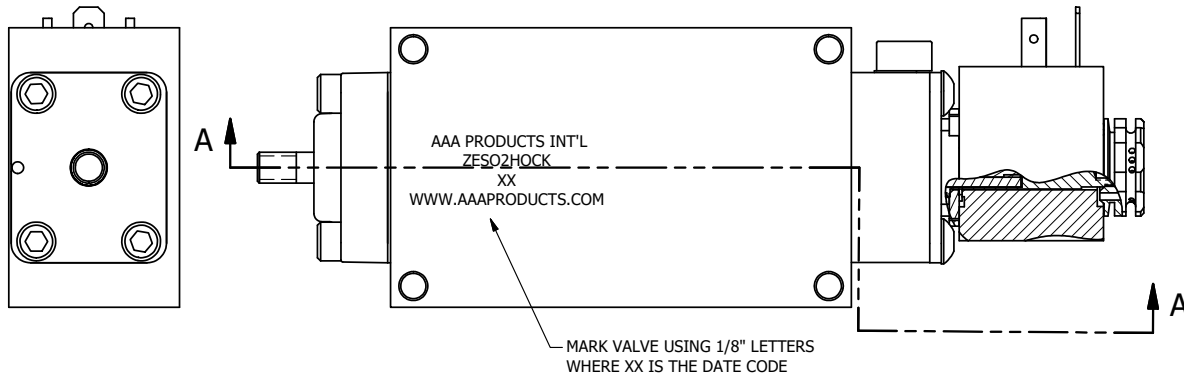 A
AAA PRODUCTS INT'L
ZESO2HOCK
XX
WWW.AAAPRODUCTS.COM
A
MARK VALVE USING 1/8" LETTERS
WHERE XX IS THE DATE CODE